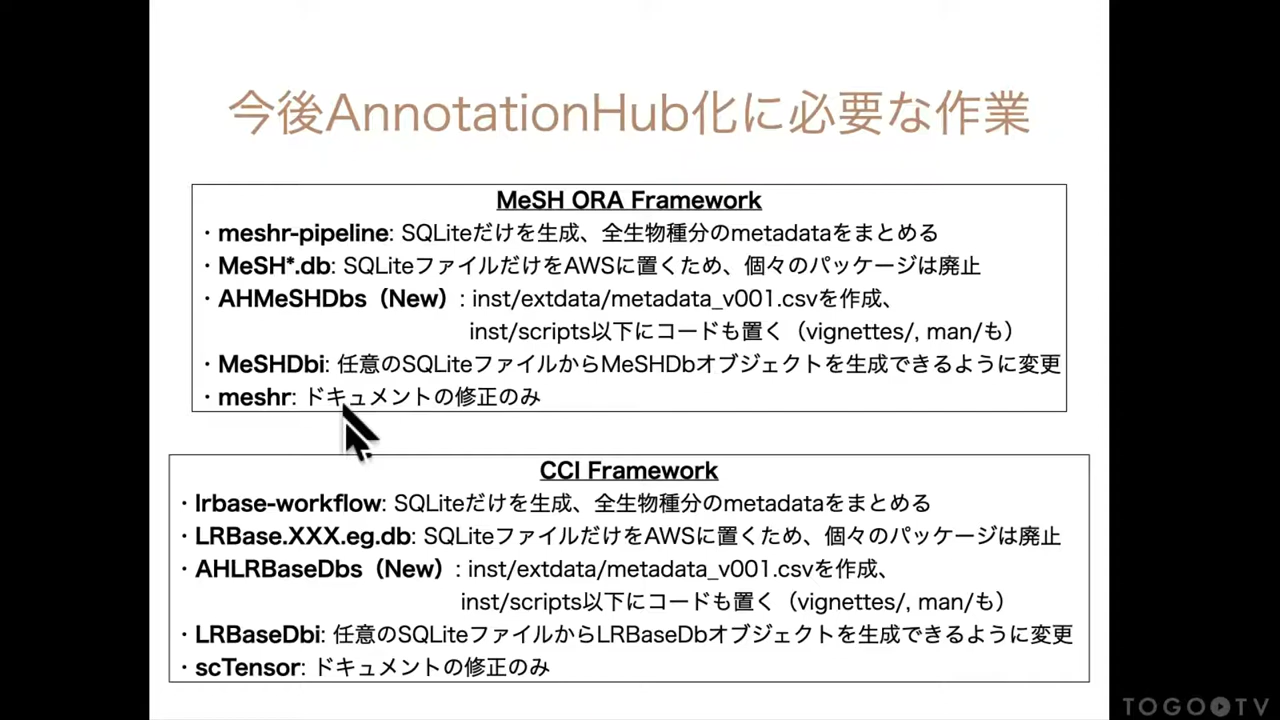 今後AnnotationHub化に必要な作業
MeSH ORA Framework
・meshr-pipeline: SQLiteだけを生成、全生物種分のmetadataをまとめる
・MeSH*.db: SQLiteファイルだけをAWSに置くため、個々のパッケージは廃止
・AHMeSHDbs（New）: inst/extdata/metadata_v001.csvを作成、
inst/scripts以下にコードも置く（vignettes/, man/も）
・MeSHDbi: 任意のSQLiteファイルからMeSHDbオブジェクトを生成できるように変更
・meshr: ドキュメントの修正のみ
CCI Framework
・lrbase-workflow: SQLiteだけを生成、全生物種分のmetadataをまとめる
・LRBase.XXX.eg.db: SQLiteファイルだけをAWSに置くため、個々のパッケージは廃止
・AHLRBaseDbs（New）: inst/extdata/metadata_v001.csvを作成、
inst/scripts以下にコードも置く（vignettes/, man/も）
・LRBaseDbi: 任意のSQLiteファイルからLRBaseDbオブジェクトを生成できるように変更
・scTensor: ドキュメントの修正のみ
TOGO TV